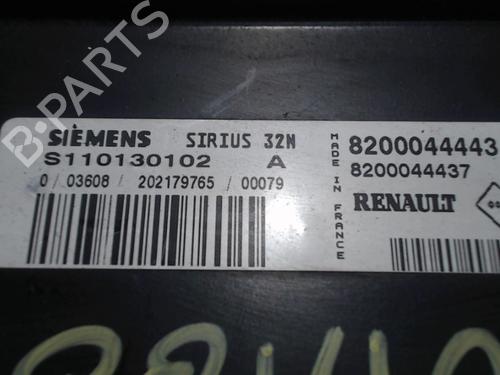 B-PARTS
SIEMENS SIRIUS 32N
S110130102 A
0 / 03608 / 202179765 / 00079
MADE IN FRANCE
8200044443
8200044437
RENAULT